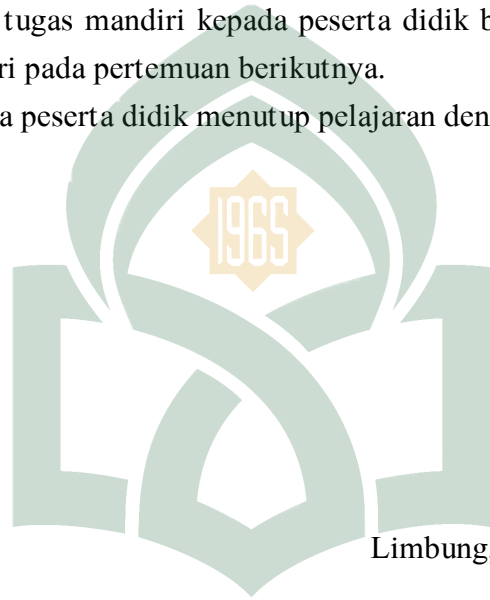 tugas mandiri kepada peserta didik b
ri pada pertemuan berikutnya.
a peserta didik menutup pelajaran den
1965
Limbung,